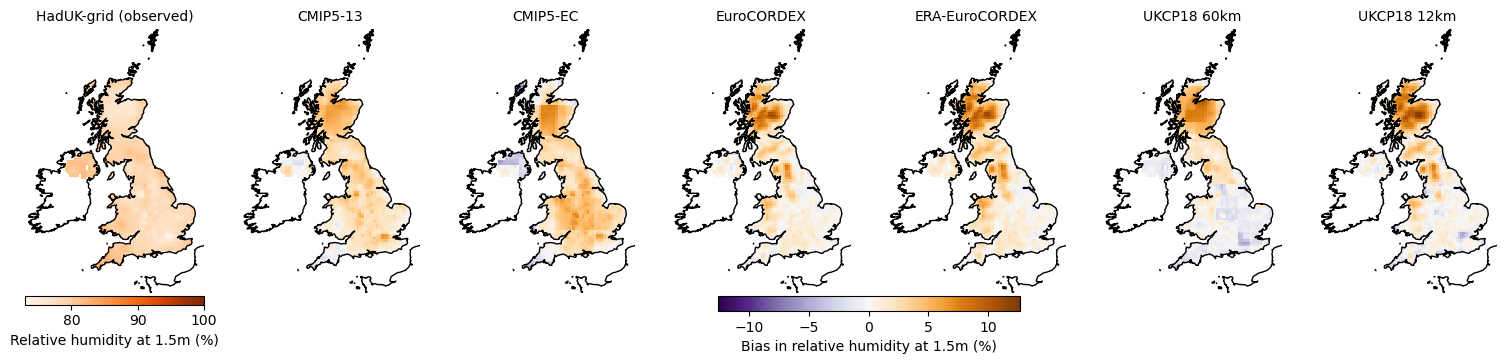 HadUK-grid (observed)
CMIP5-13
CMIP5-EC
EuroCORDEX
ERA-EuroCORDEX
UKCP18 60km
UKCP18 12km
80
90
100
Relative humidity at 1.5m (%)
−10
−5
0
5
10
Bias in relative humidity at 1.5m (%)